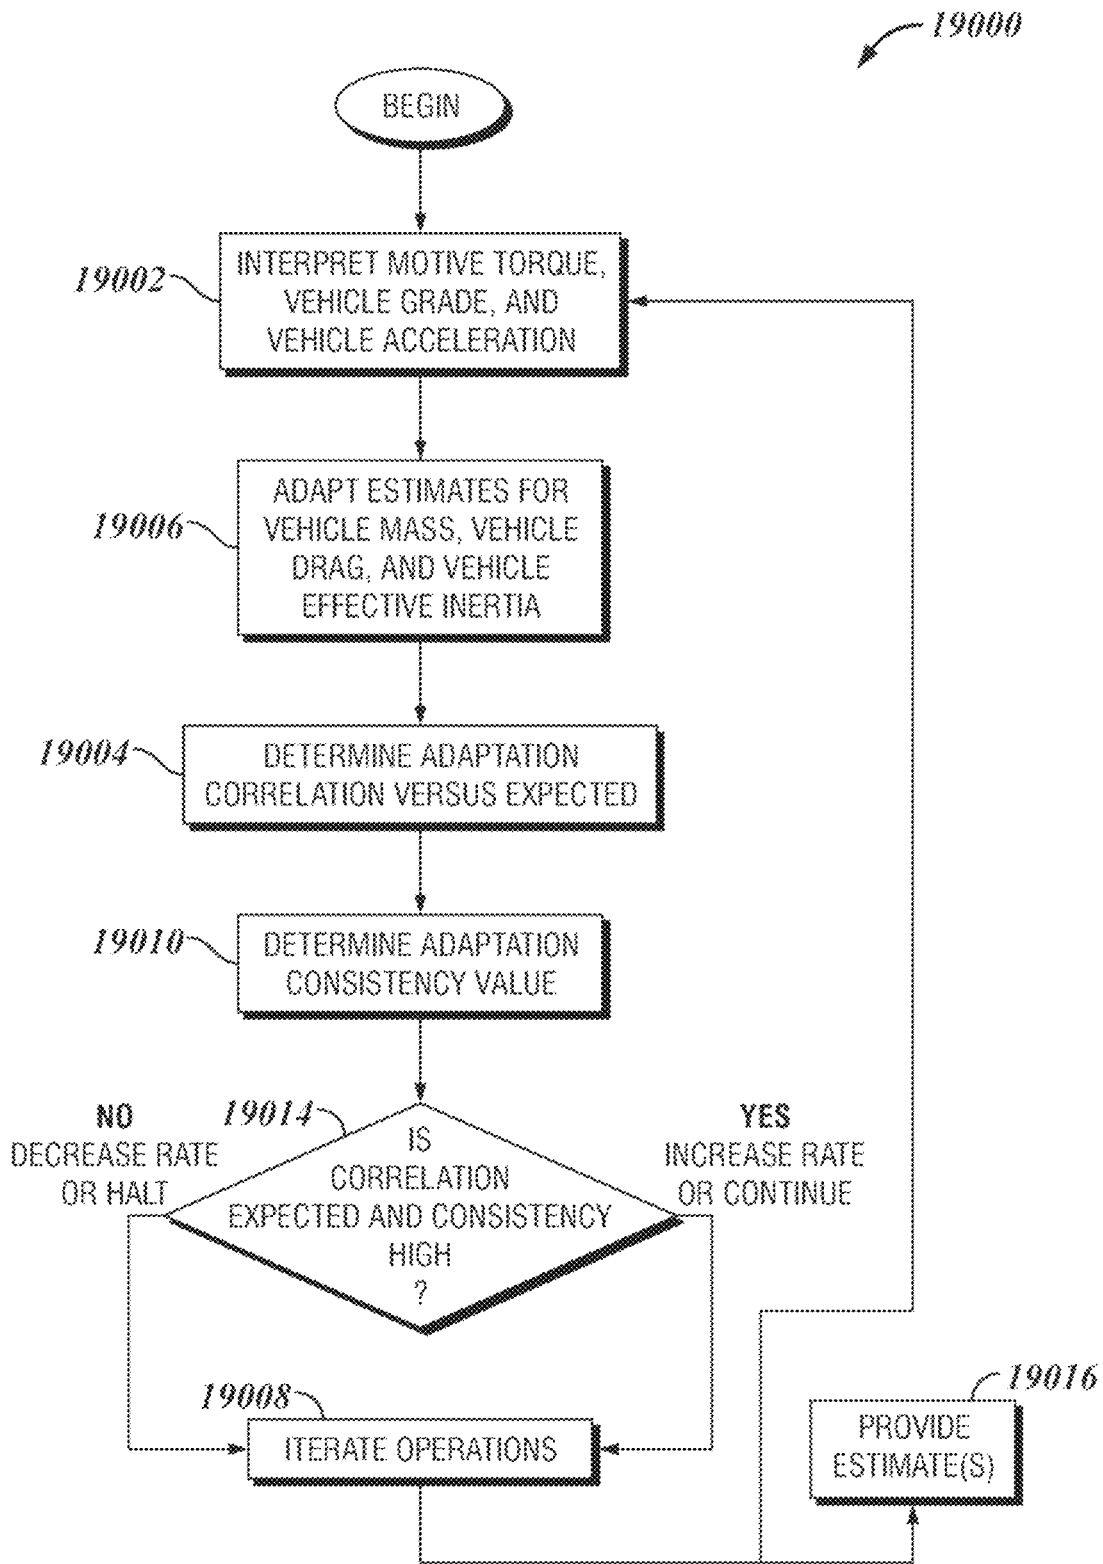 19000
BEGIN
19002
INTERPRET MOTIVE TORQUE,
VEHICLE GRADE, AND
VEHICLE ACCELERATION
19006
ADAPT ESTIMATES FOR
VEHICLE MASS, VEHICLE
DRAG, AND VEHICLE
EFFECTIVE INERTIA
19004
DETERMINE ADAPTATION
CORRELATION VERSUS EXPECTED
19010
DETERMINE ADAPTATION
CONSISTENCY VALUE
NO
DECREASE RATE
OR HALT
19014
IS
CORRELATION
EXPECTED AND CONSISTENCY
HIGH
?
YES
INCREASE RATE
OR CONTINUE
19008
ITERATE OPERATIONS
19016
PROVIDE
ESTIMATE(S)